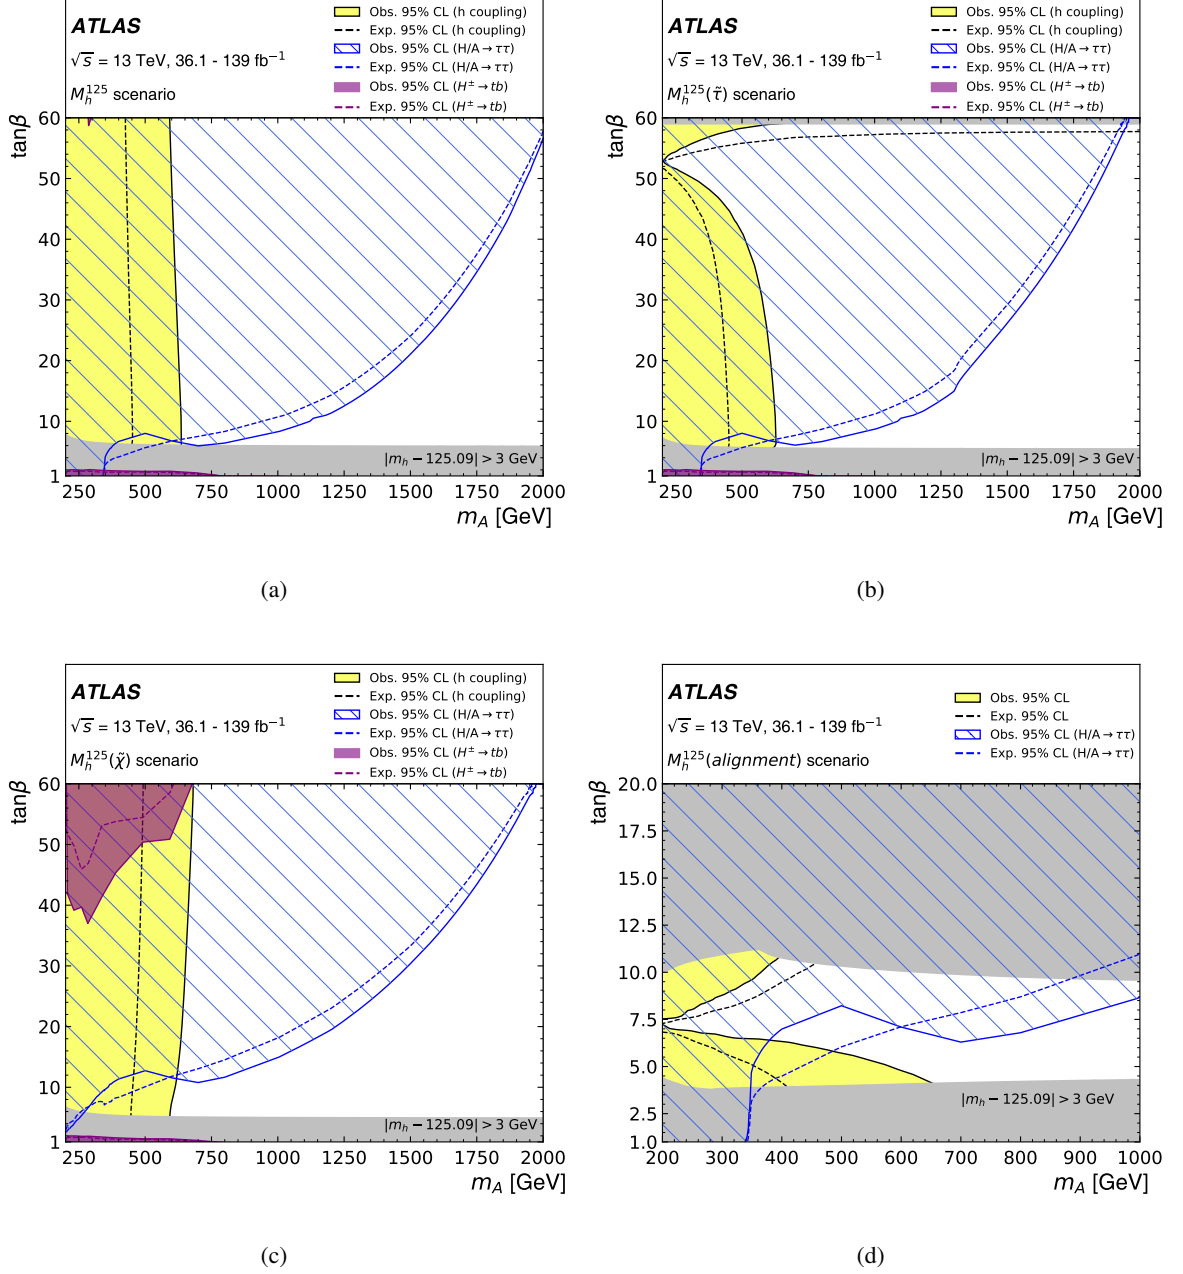 ATLAS
√s = 13 TeV, 36.1 - 139 fb⁻¹
M_h^125 scenario
Obs. 95% CL (h coupling)
Exp. 95% CL (h coupling)
Obs. 95% CL (H/A→ττ)
Exp. 95% CL (H/A→ττ)
Obs. 95% CL (H±→tb)
Exp. 95% CL (H±→tb)
tanβ
60
50
40
30
20
10
1
|m_h − 125.09| > 3 GeV
250 500 750 1000 1250 1500 1750 2000
m_A [GeV]
(a)
ATLAS
√s = 13 TeV, 36.1 - 139 fb⁻¹
M_h^125(τ̃) scenario
Obs. 95% CL (h coupling)
Exp. 95% CL (h coupling)
Obs. 95% CL (H/A→ττ)
Exp. 95% CL (H/A→ττ)
Obs. 95% CL (H±→tb)
Exp. 95% CL (H±→tb)
tanβ
60
50
40
30
20
10
1
|m_h − 125.09| > 3 GeV
250 500 750 1000 1250 1500 1750 2000
m_A [GeV]
(b)
ATLAS
√s = 13 TeV, 36.1 - 139 fb⁻¹
M_h^125(χ̃) scenario
Obs. 95% CL (h coupling)
Exp. 95% CL (h coupling)
Obs. 95% CL (H/A→ττ)
Exp. 95% CL (H/A→ττ)
Obs. 95% CL (H±→tb)
Exp. 95% CL (H±→tb)
tanβ
60
50
40
30
20
10
1
|m_h − 125.09| > 3 GeV
250 500 750 1000 1250 1500 1750 2000
m_A [GeV]
(c)
ATLAS
√s = 13 TeV, 36.1 - 139 fb⁻¹
M_h^125(alignment) scenario
Obs. 95% CL
Exp. 95% CL
Obs. 95% CL (H/A→ττ)
Exp. 95% CL (H/A→ττ)
tanβ
20.0
17.5
15.0
12.5
10.0
7.5
5.0
2.5
1.0
|m_h − 125.09| > 3 GeV
200 300 400 500 600 700 800 900 1000
m_A [GeV]
(d)